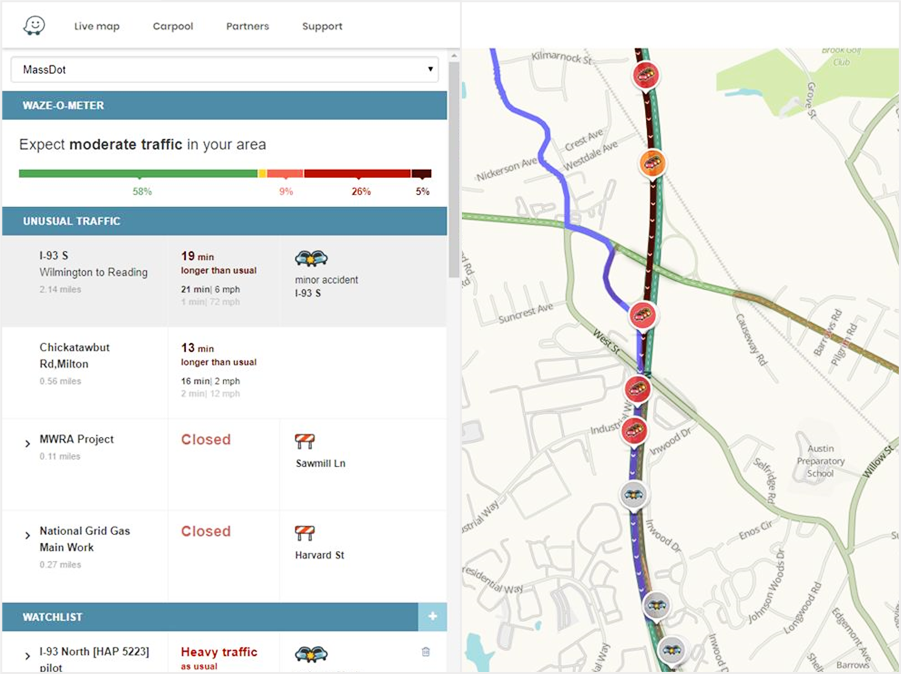 Live map
Carpool
Partners
Support
MassDot
WAZE-O-METER
Expect moderate traffic in your area
58%
9%
26%
5%
UNUSUAL TRAFFIC
I-93 S
Wilmington to Reading
2.14 miles
19 min
longer than usual
21 min| 6 mph
1 min| 72 mph
minor accident
I-93 S
Chickatawbut
Rd,Milton
0.56 miles
13 min
longer than usual
16 min| 2 mph
2 min| 12 mph
MWRA Project
0.11 miles
Closed
Sawmill Ln
National Grid Gas
Main Work
0.27 miles
Closed
Harvard St
WATCHLIST
+
I-93 North [HAP 5223]
pilot
Heavy traffic
as usual
Kilmarnock St
Brook Golf
Club
Grove St
Crest Ave
Westdale Ave
Nickerson Ave
Suncrest Ave
West St
Causeway Rd
Barrows Rd
Pilgrim Rd
Inwood Dr
Austin
Preparatory
School
Willow St
Selfridge Rd
Inwood Dr
Enos Cir
Johnson Woods Dr
Longwood Rd
Edgemont Ave
Barrows